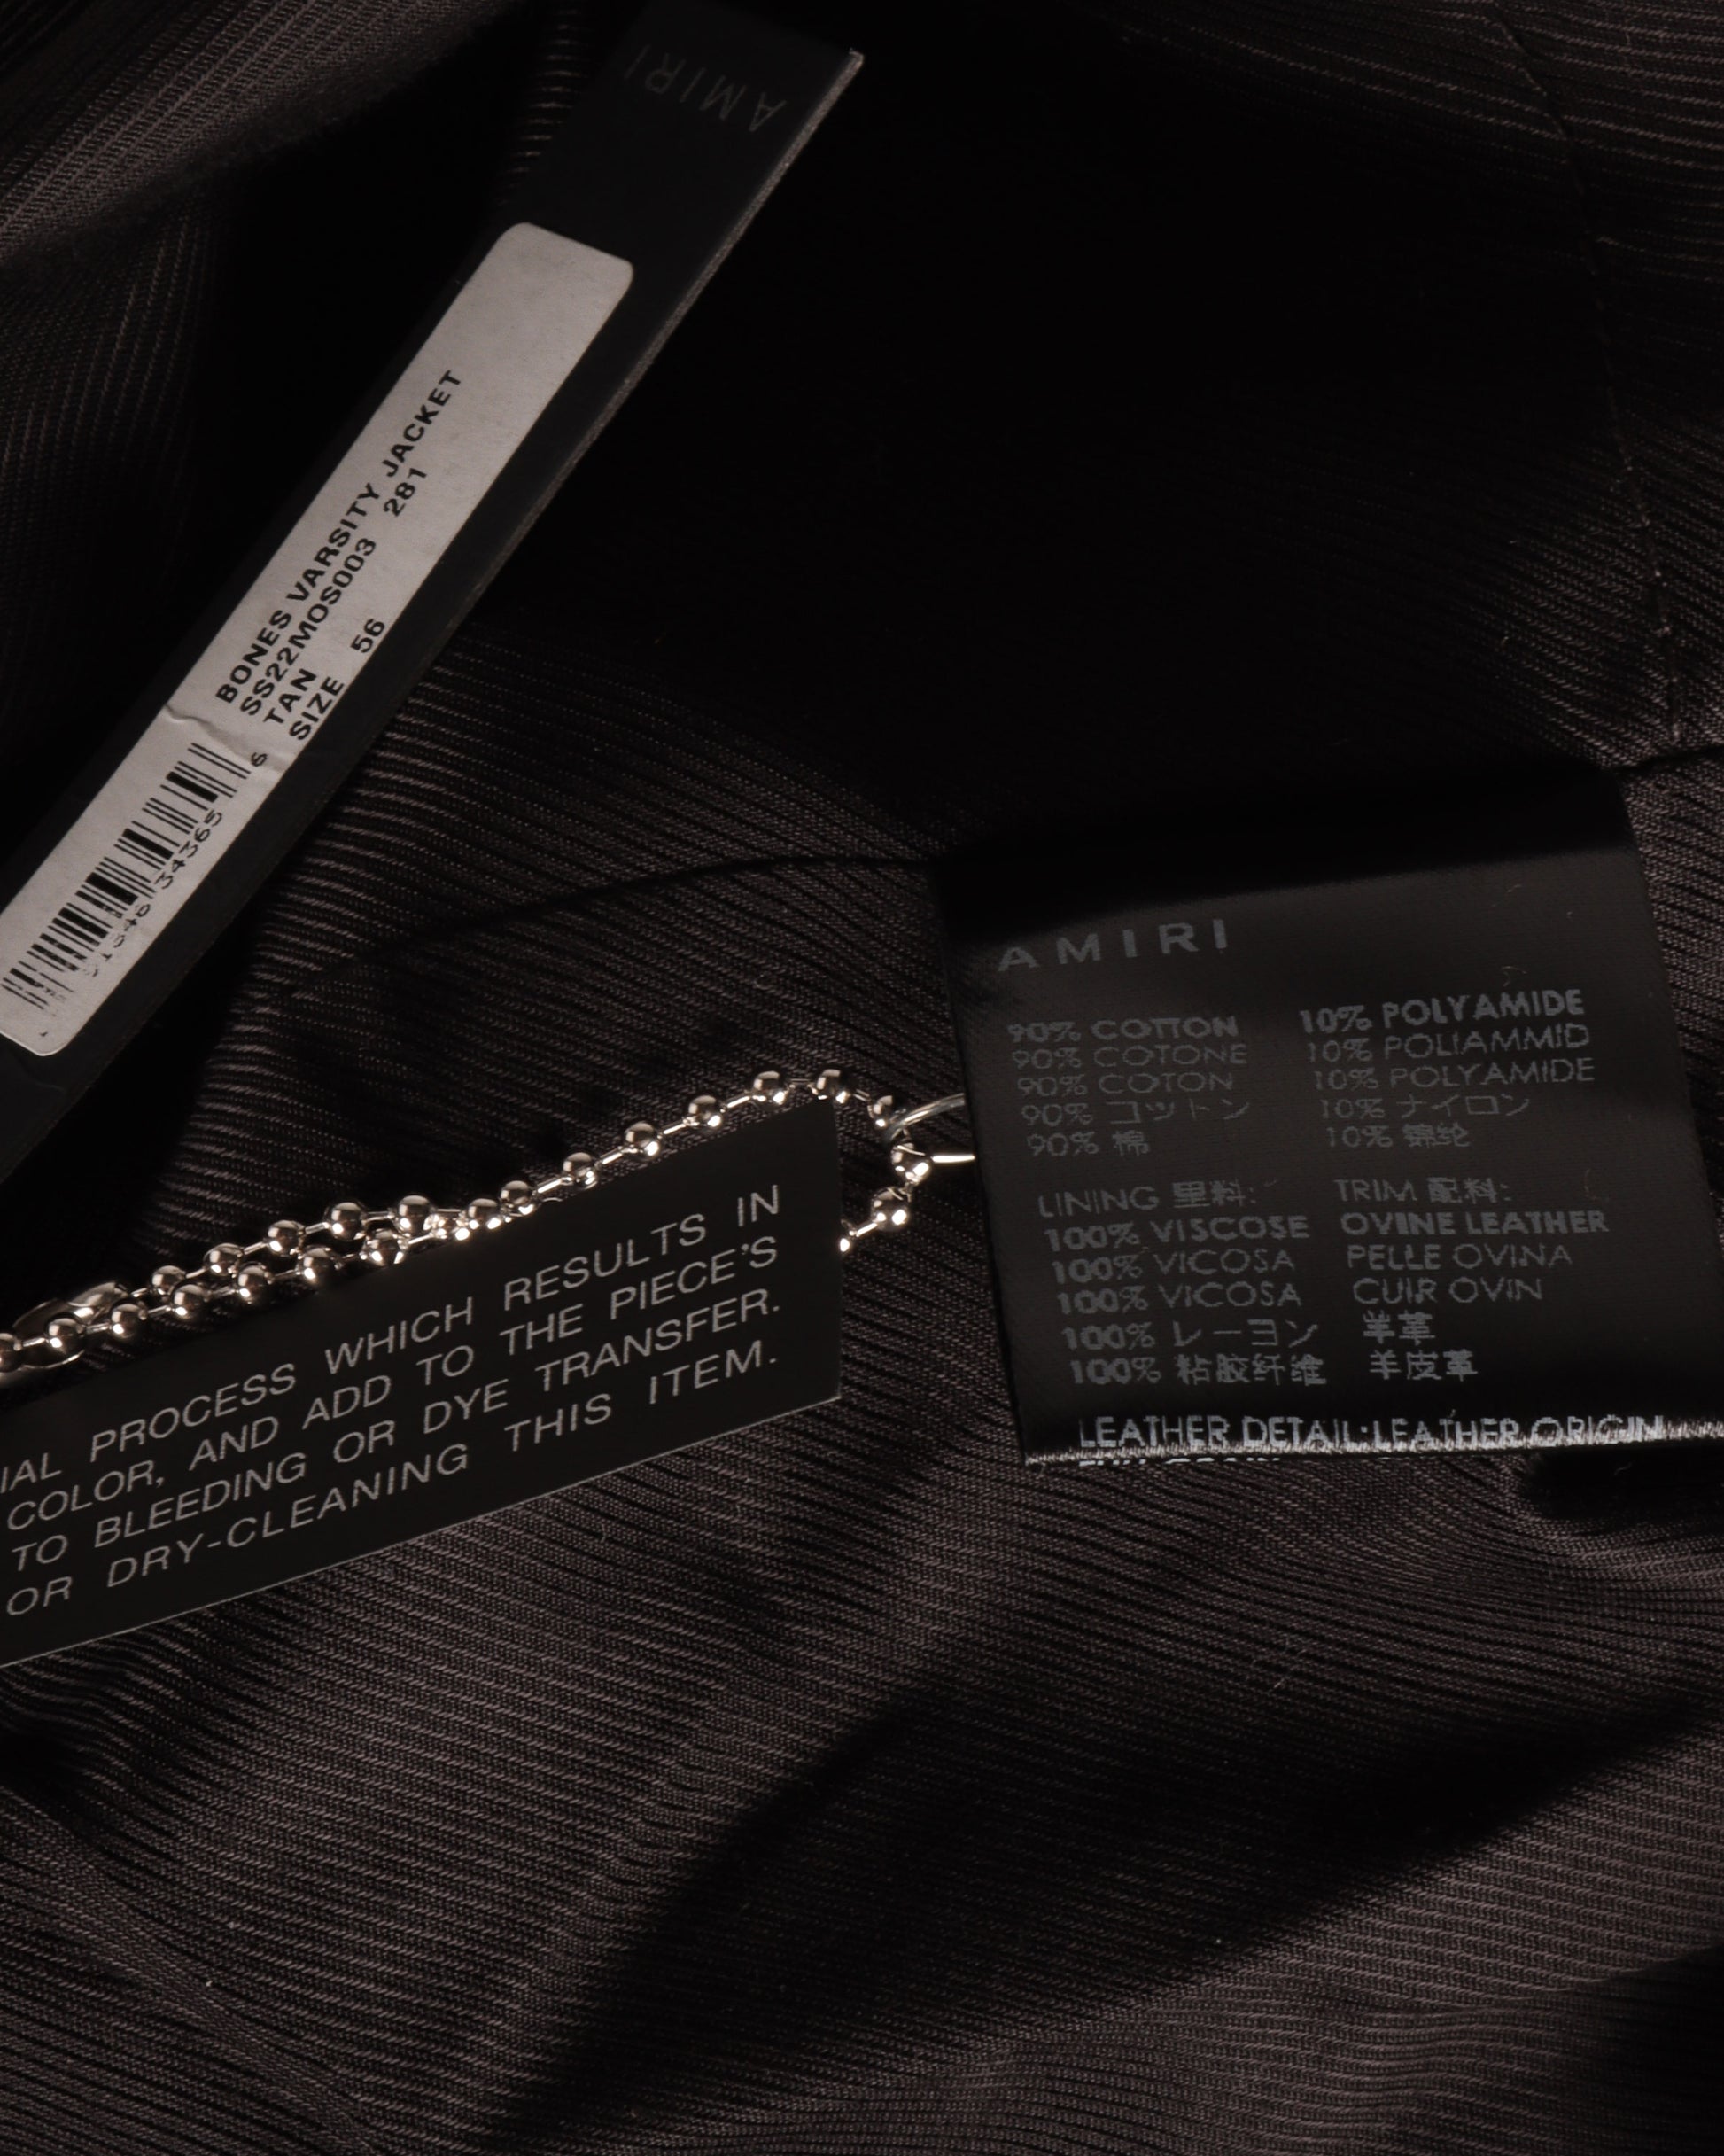 AMIRI
BONES VARSITY JACKET
SS22MOS003 281
TAN
SIZE 56
34365 6
IAL PROCESS WHICH RESULTS IN
COLOR, AND ADD TO THE PIECE'S
TO BLEEDING OR DYE TRANSFER.
OR DRY-CLEANING THIS ITEM.
AMIRI
90% COTTON 10% POLYAMIDE
90% COTONE 10% POLIAMMID
90% COTON 10% POLYAMIDE
90% コットン 10% ナイロン
90% 棉 10% 锦纶
LINING 里料: TRIM 配料:
100% VISCOSE OVINE LEATHER
100% VICOSA PELLE OVINA
100% VICOSA CUIR OVIN
100% レーヨン 羊革
100% 粘胶纤维 羊皮革
LEATHER DETAIL:LEATHER ORIGIN